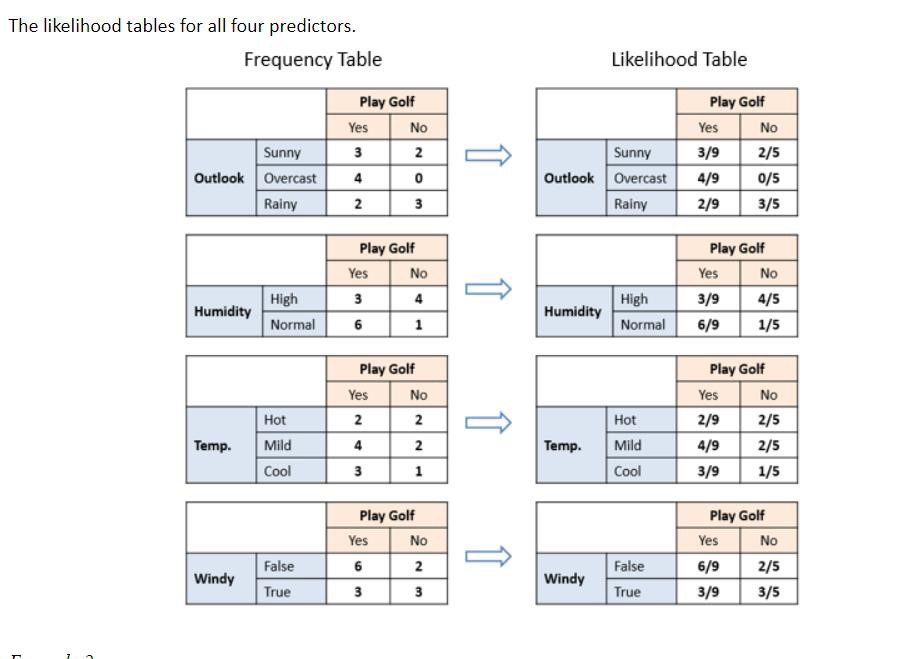 The likelihood tables for all four predictors.
Frequency Table Likelihood Table
Play Golf Play Golf
Yes No Yes No
Outlook Sunny 3 2 Outlook Sunny 3/9 2/5
Overcast 4 0 Overcast 4/9 0/5
Rainy 2 3 Rainy 2/9 3/5
Play Golf Play Golf
Yes No Yes No
Humidity High 3 4 Humidity High 3/9 4/5
Normal 6 1 Normal 6/9 1/5
Play Golf Play Golf
Yes No Yes No
Temp. Hot 2 2 Temp. Hot 2/9 2/5
Mild 4 2 Mild 4/9 2/5
Cool 3 1 Cool 3/9 1/5
Play Golf Play Golf
Yes No Yes No
Windy False 6 2 Windy False 6/9 2/5
True 3 3 True 3/9 3/5